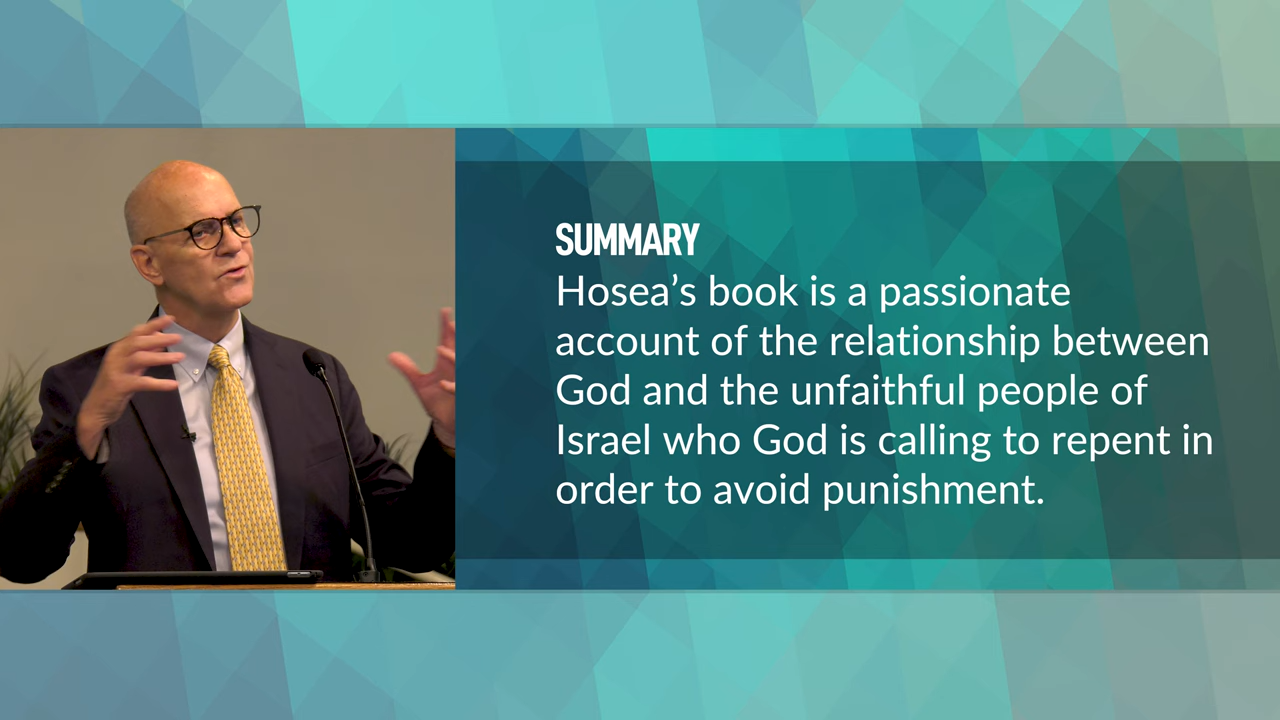 SUMMARY
Hosea’s book is a passionate
account of the relationship between
God and the unfaithful people of
Israel who God is calling to repent in
order to avoid punishment.